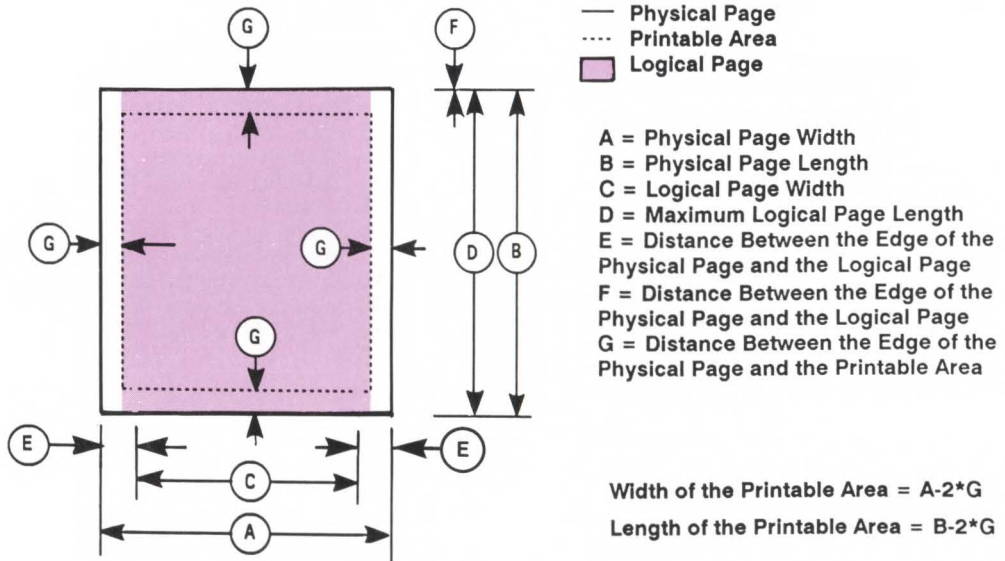 G
F
Physical Page
Printable Area
Logical Page
A = Physical Page Width
B = Physical Page Length
C = Logical Page Width
D = Maximum Logical Page Length
E = Distance Between the Edge of the
Physical Page and the Logical Page
F = Distance Between the Edge of the
Physical Page and the Logical Page
G = Distance Between the Edge of the
Physical Page and the Printable Area
G
G
D
B
G
E
E
C
A
Width of the Printable Area = A-2*G
Length of the Printable Area = B-2*G